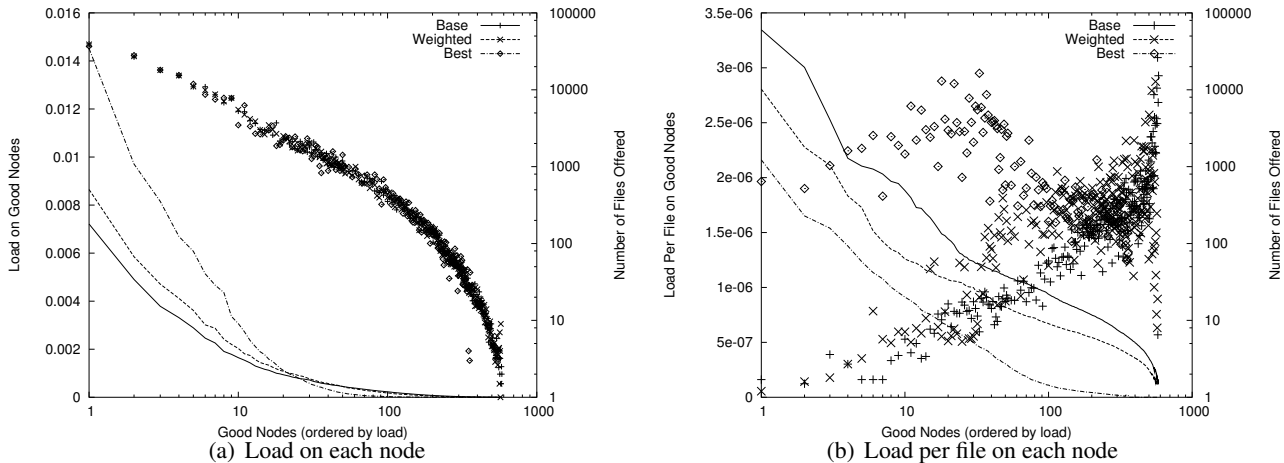 0.016
0.014
0.012
0.01
0.008
0.006
0.004
0.002
0
Load on Good Nodes
1
10
100
1000
Good Nodes (ordered by load)
100000
10000
1000
100
10
1
Number of Files Offered
Base
Weighted
Best
(a) Load on each node
3.5e-06
3e-06
2.5e-06
2e-06
1.5e-06
1e-06
5e-07
0
Load Per File on Good Nodes
1
10
100
1000
Good Nodes (ordered by load)
100000
10000
1000
100
10
1
Number of Files Offered
Base
Weighted
Best
(b) Load per file on each node